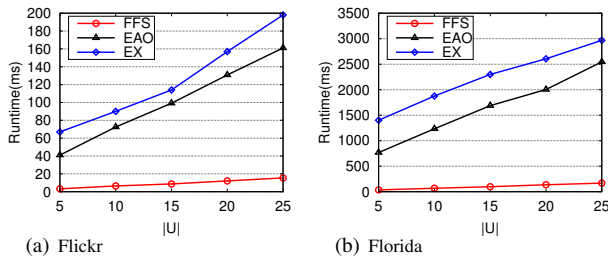 FFS
EAO
EX
Runtime(ms)
200
180
160
140
120
100
80
60
40
20
0
5 10 15 20 25
|U|
(a) Flickr
FFS
EAO
EX
Runtime(ms)
3500
3000
2500
2000
1500
1000
500
0
5 10 15 20 25
|U|
(b) Florida